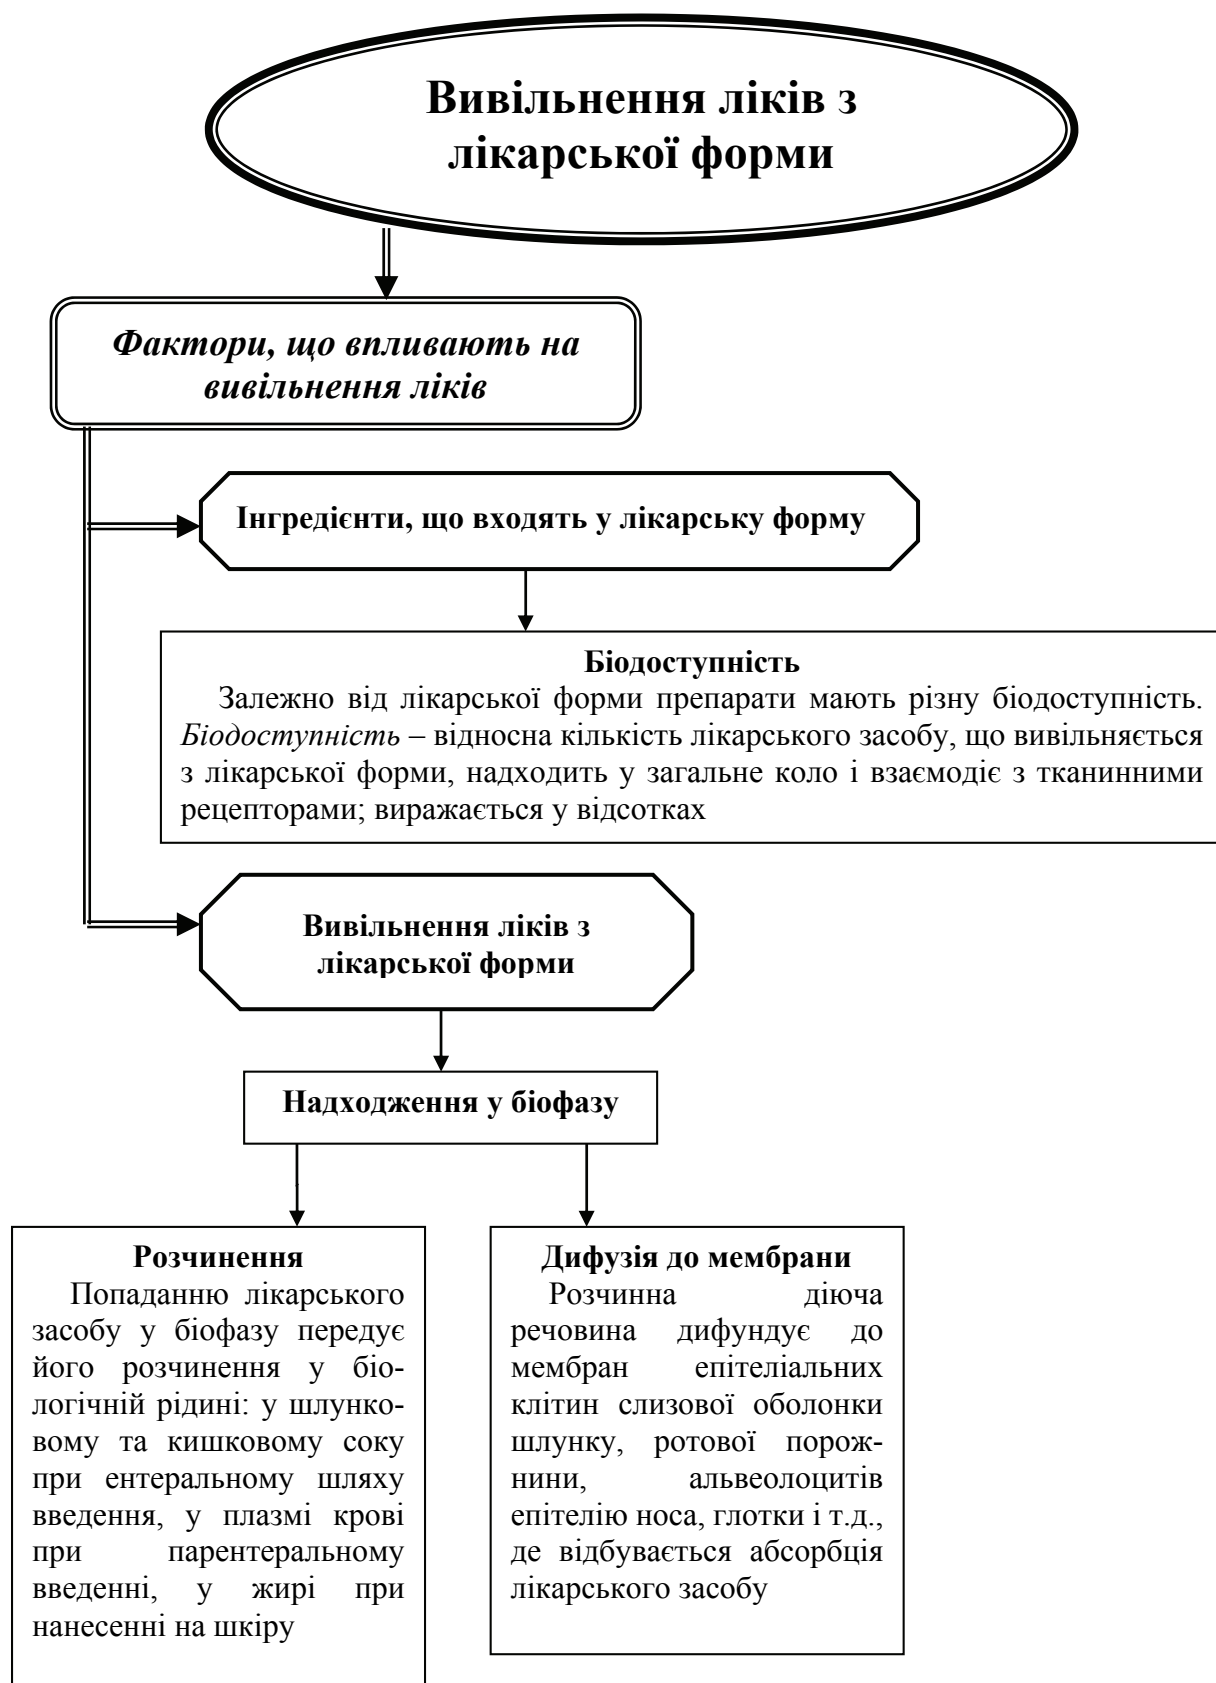 Вивільнення ліків з
лікарської форми
Фактори, що впливають на
вивільнення ліків
Інгредієнти, що входять у лікарську форму
Біодоступність
Залежно від лікарської форми препарати мають різну біодоступність.
Біодоступність – відносна кількість лікарського засобу, що вивільняється
з лікарської форми, надходить у загальне коло і взаємодіє з тканинними
рецепторами; виражається у відсотках
Вивільнення ліків з
лікарської форми
Надходження у біофазу
Розчинення
Попаданню лікарського
засобу у біофазу передує
його розчинення у біо-
логічній рідині: у шлунко-
вому та кишковому соку
при ентеральному шляху
введення, у плазмі крові
при парентеральному
введенні, у жирі при
нанесенні на шкіру
Дифузія до мембрани
Розчинна діюча
речовина дифундує до
мембран епітеліальних
клітин слизової оболонки
шлунку, ротової порож-
нини, альвеолоцитів
епітелію носа, глотки і т.д.,
де відбувається абсорбція
лікарського засобу